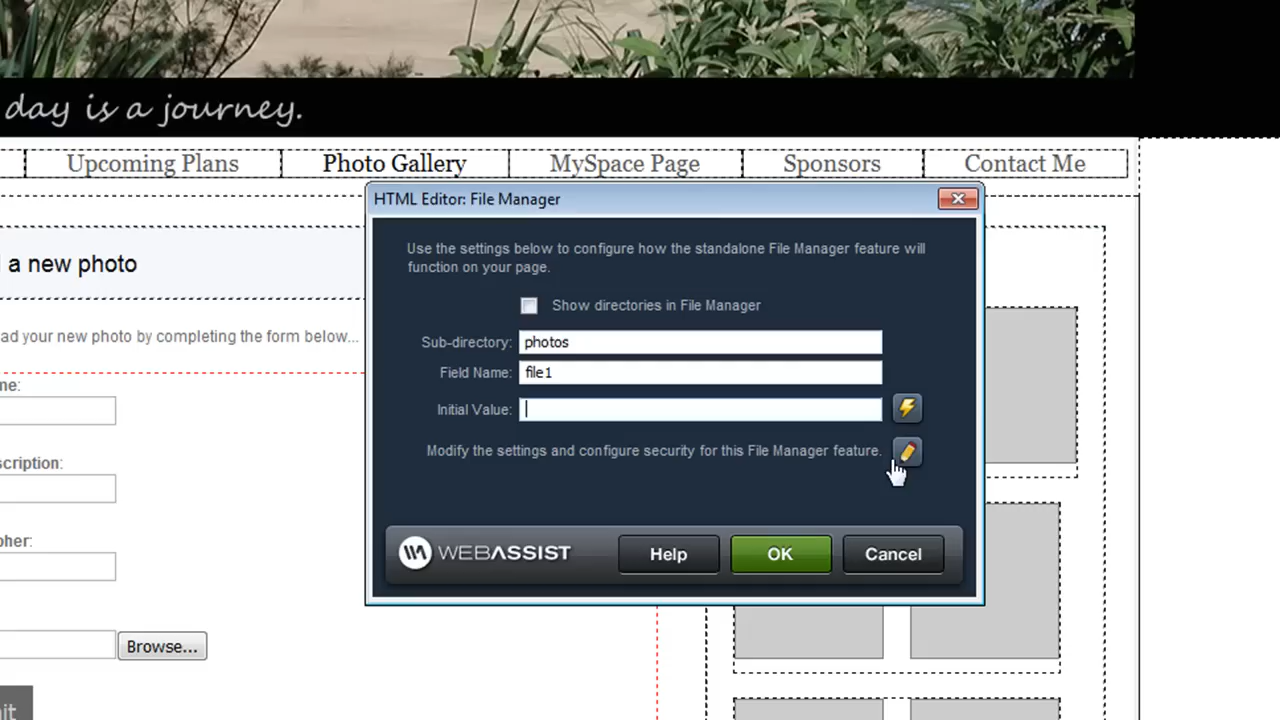 day is a journey.
Upcoming Plans
Photo Gallery
MySpace Page
Sponsors
Contact Me
HTML Editor: File Manager
a new photo
Use the settings below to configure how the standalone File Manager feature will
function on your page.
Show directories in File Manager
ad your new photo by completing the form below...
Sub-directory: photos
Field Name: file1
me:
Initial Value:
Modify the settings and configure security for this File Manager feature.
scription:
pher:
WEBASSIST
Help
OK
Cancel
Browse...
it